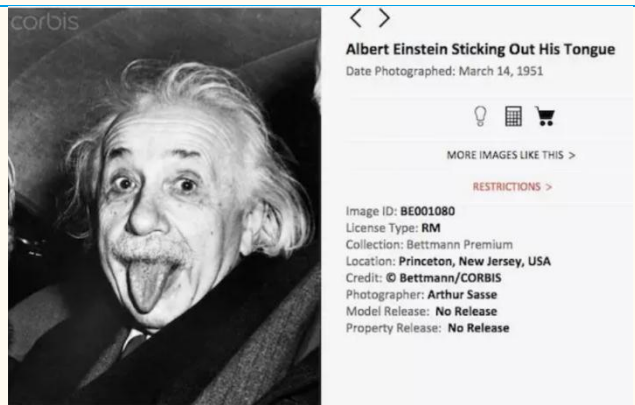 corbis
Albert Einstein Sticking Out His Tongue
Date Photographed: March 14, 1951
MORE IMAGES LIKE THIS >
RESTRICTIONS >
Image ID: BE001080
License Type: RM
Collection: Bettmann Premium
Location: Princeton, New Jersey, USA
Credit: © Bettmann/CORBIS
Photographer: Arthur Sasse
Model Release: No Release
Property Release: No Release